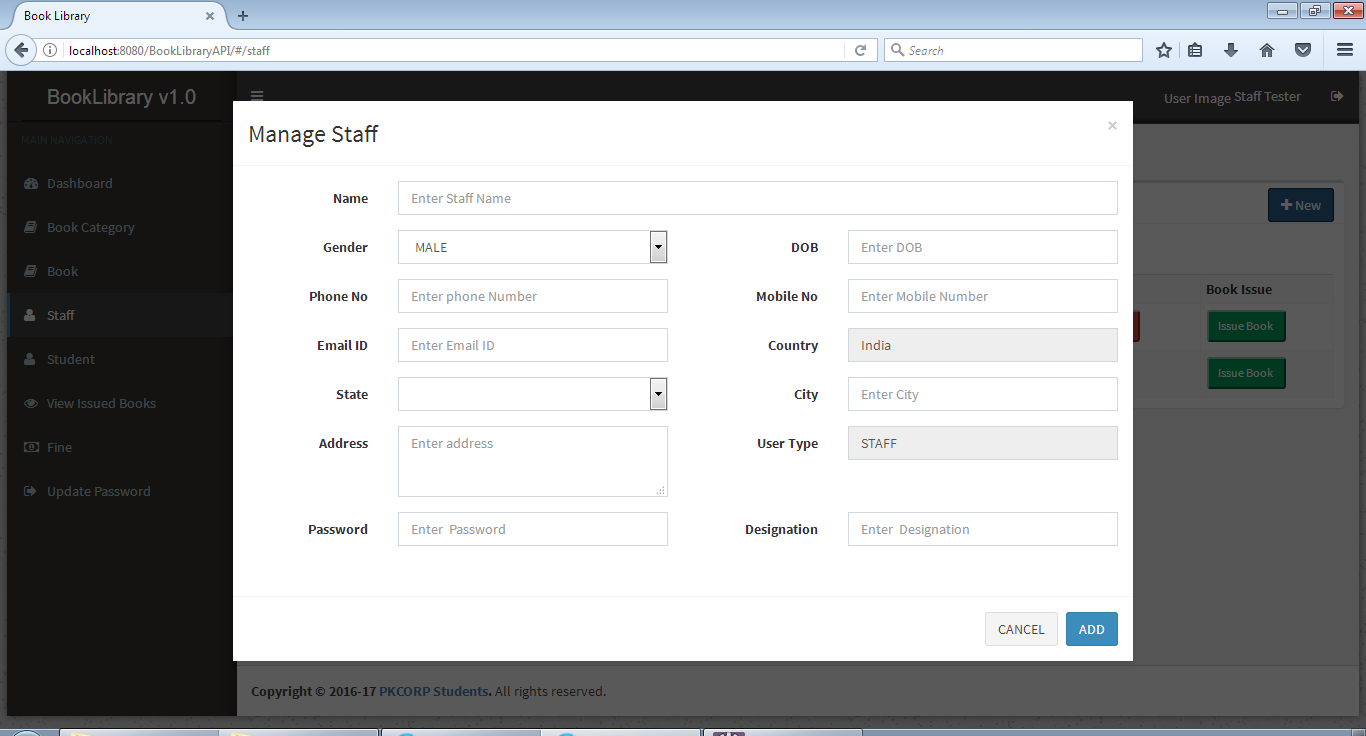 Book Library
localhost:8080/BookLibraryAPI/#/staff
Search
BookLibrary v1.0
User Image Staff Tester
MAIN NAVIGATION
Dashboard
Book Category
Book
Staff
Student
View Issued Books
Fine
Update Password
Manage Staff
×
Name
Enter Staff Name
Gender
MALE
DOB
Enter DOB
Phone No
Enter phone Number
Mobile No
Enter Mobile Number
Email ID
Enter Email ID
Country
India
State
City
Enter City
Address
Enter address
User Type
STAFF
Password
Enter Password
Designation
Enter Designation
CANCEL
ADD
New
Book Issue
Issue Book
Issue Book
Copyright © 2016-17 PKCORP Students. All rights reserved.